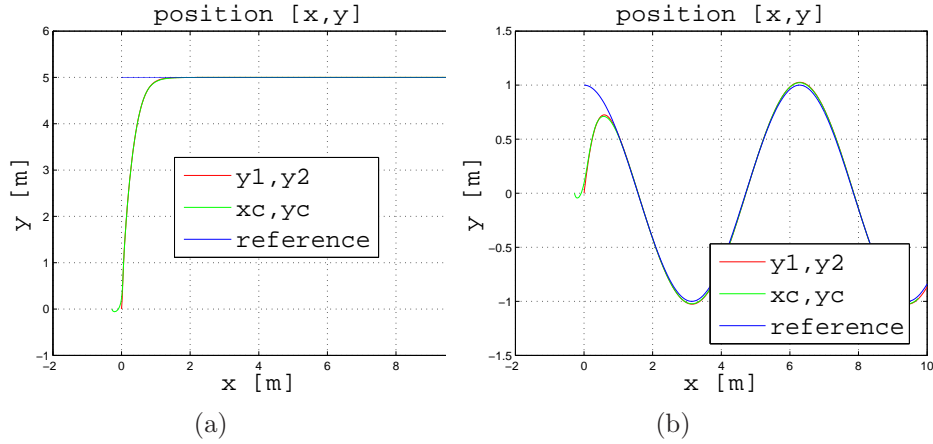 position [x,y]
6
5
4
3
2
1
0
−1
y [m]
−2
0
2
4
6
8
x [m]
y1,y2
xc,yc
reference
(a)
position [x,y]
1.5
1
0.5
0
−0.5
−1
−1.5
y [m]
−2
0
2
4
6
8
10
x [m]
y1,y2
xc,yc
reference
(b)